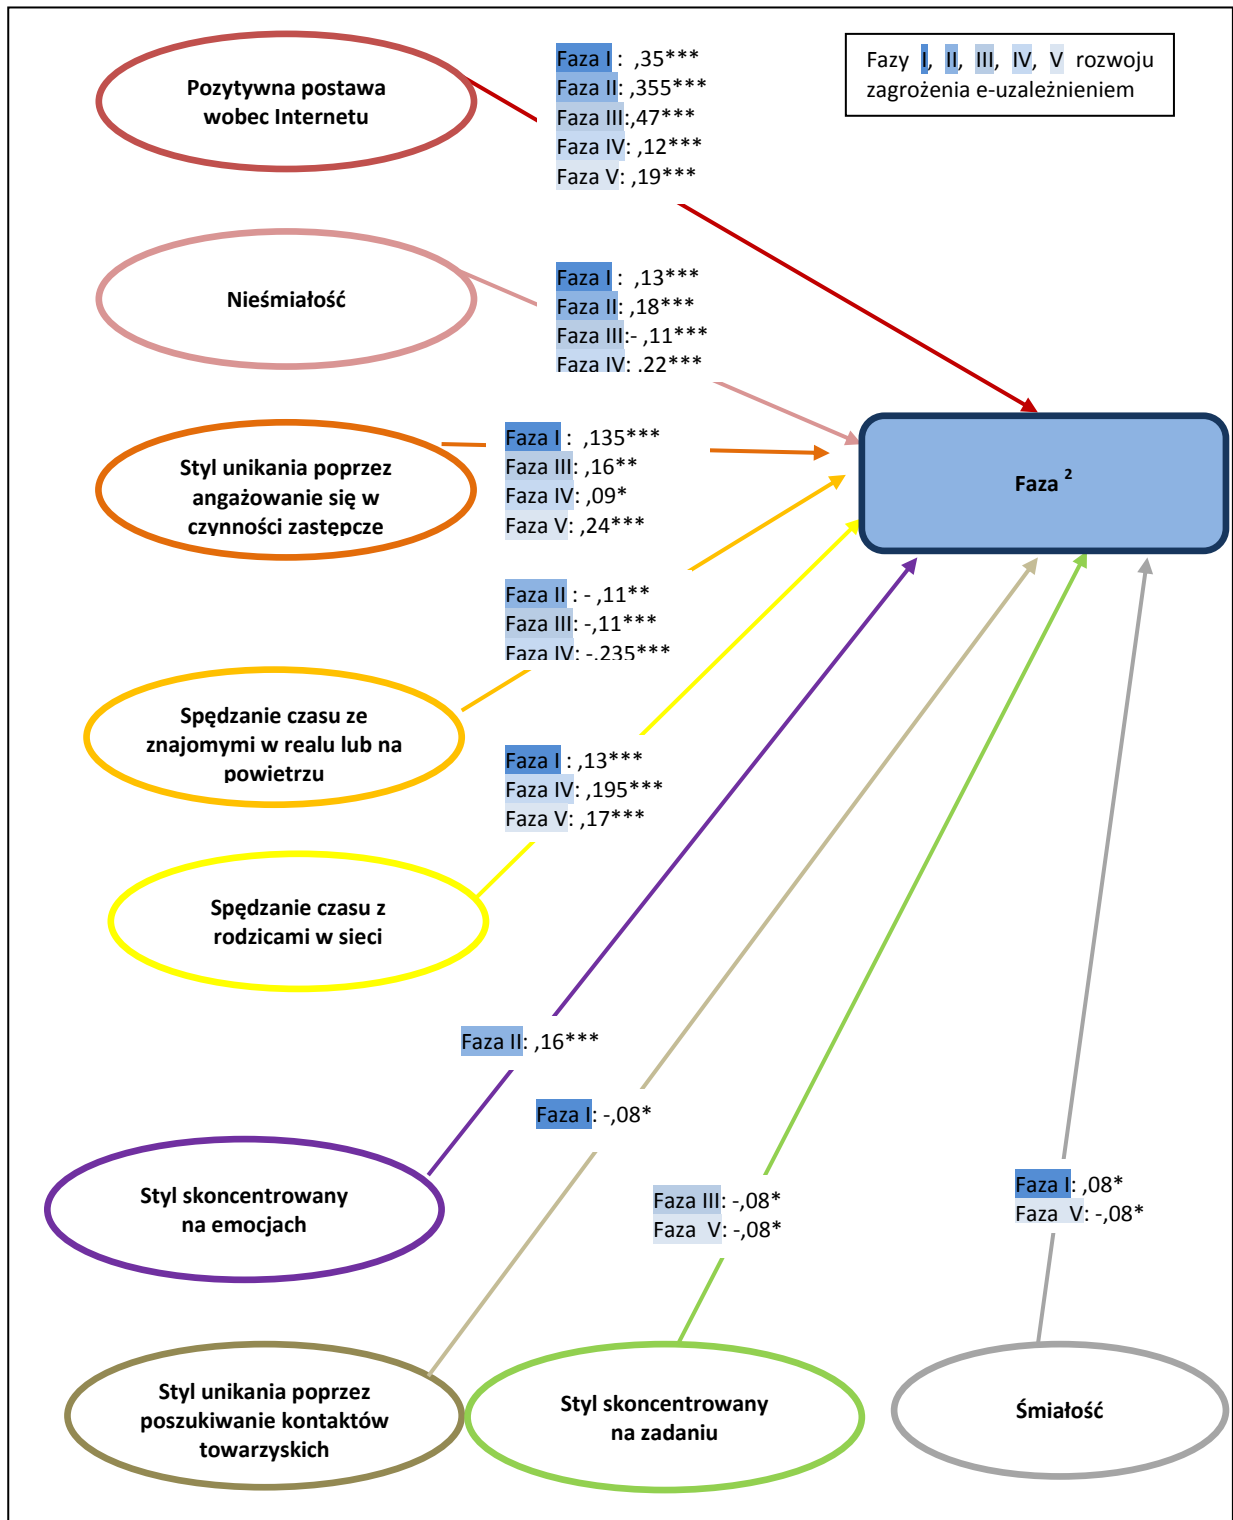 Pozytywna postawa
wobec Internetu
Faza I : ,35***
Faza II: ,355***
Faza III:,47***
Faza IV: ,12***
Faza V: ,19***
Fazy I, II, III, IV, V rozwoju
zagrożenia e-uzależnieniem
Nieśmiałość
Faza I : ,13***
Faza II: ,18***
Faza III:- ,11***
Faza IV: .22***
Styl unikania poprzez
angażowanie się w
czynności zastępcze
Faza I : ,135***
Faza III: ,16**
Faza IV: ,09*
Faza V: ,24***
Faza ²
Faza II : - ,11**
Faza III: -,11***
Faza IV: -.235***
Spędzanie czasu ze
znajomymi w realu lub na
powietrzu
Faza I : ,13***
Faza IV: ,195***
Faza V: ,17***
Spędzanie czasu z
rodzicami w sieci
Faza II: ,16***
Faza I: -,08*
Styl skoncentrowany
na emocjach
Faza III: -,08*
Faza V: -,08*
Faza I: ,08*
Faza V: -,08*
Styl unikania poprzez
poszukiwanie kontaktów
towarzyskich
Styl skoncentrowany
na zadaniu
Śmiałość